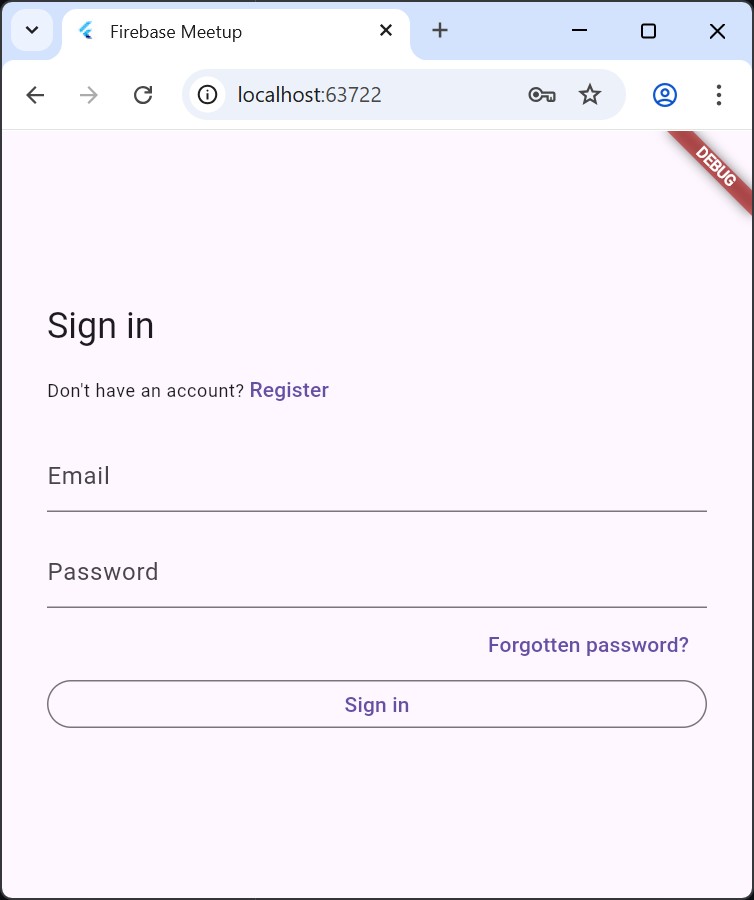 Firebase Meetup
localhost:63722
DEBUG
Sign in
Don't have an account? Register
Email
Password
Forgotten password?
Sign in